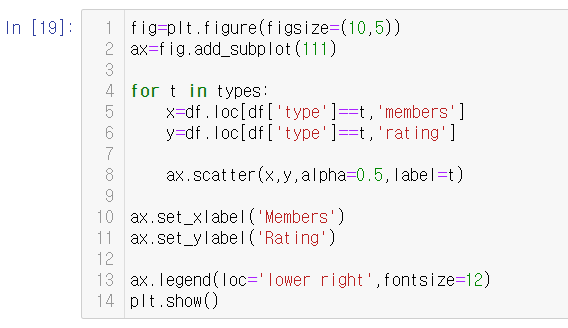 In [19]:
1 fig=plt.figure(figsize=(10,5))
2 ax=fig.add_subplot(111)
3
4 for t in types:
5     x=df.loc[df['type']==t,'members']
6     y=df.loc[df['type']==t,'rating']
7
8     ax.scatter(x,y,alpha=0.5,label=t)
9
10 ax.set_xlabel('Members')
11 ax.set_ylabel('Rating')
12
13 ax.legend(loc='lower right',fontsize=12)
14 plt.show()